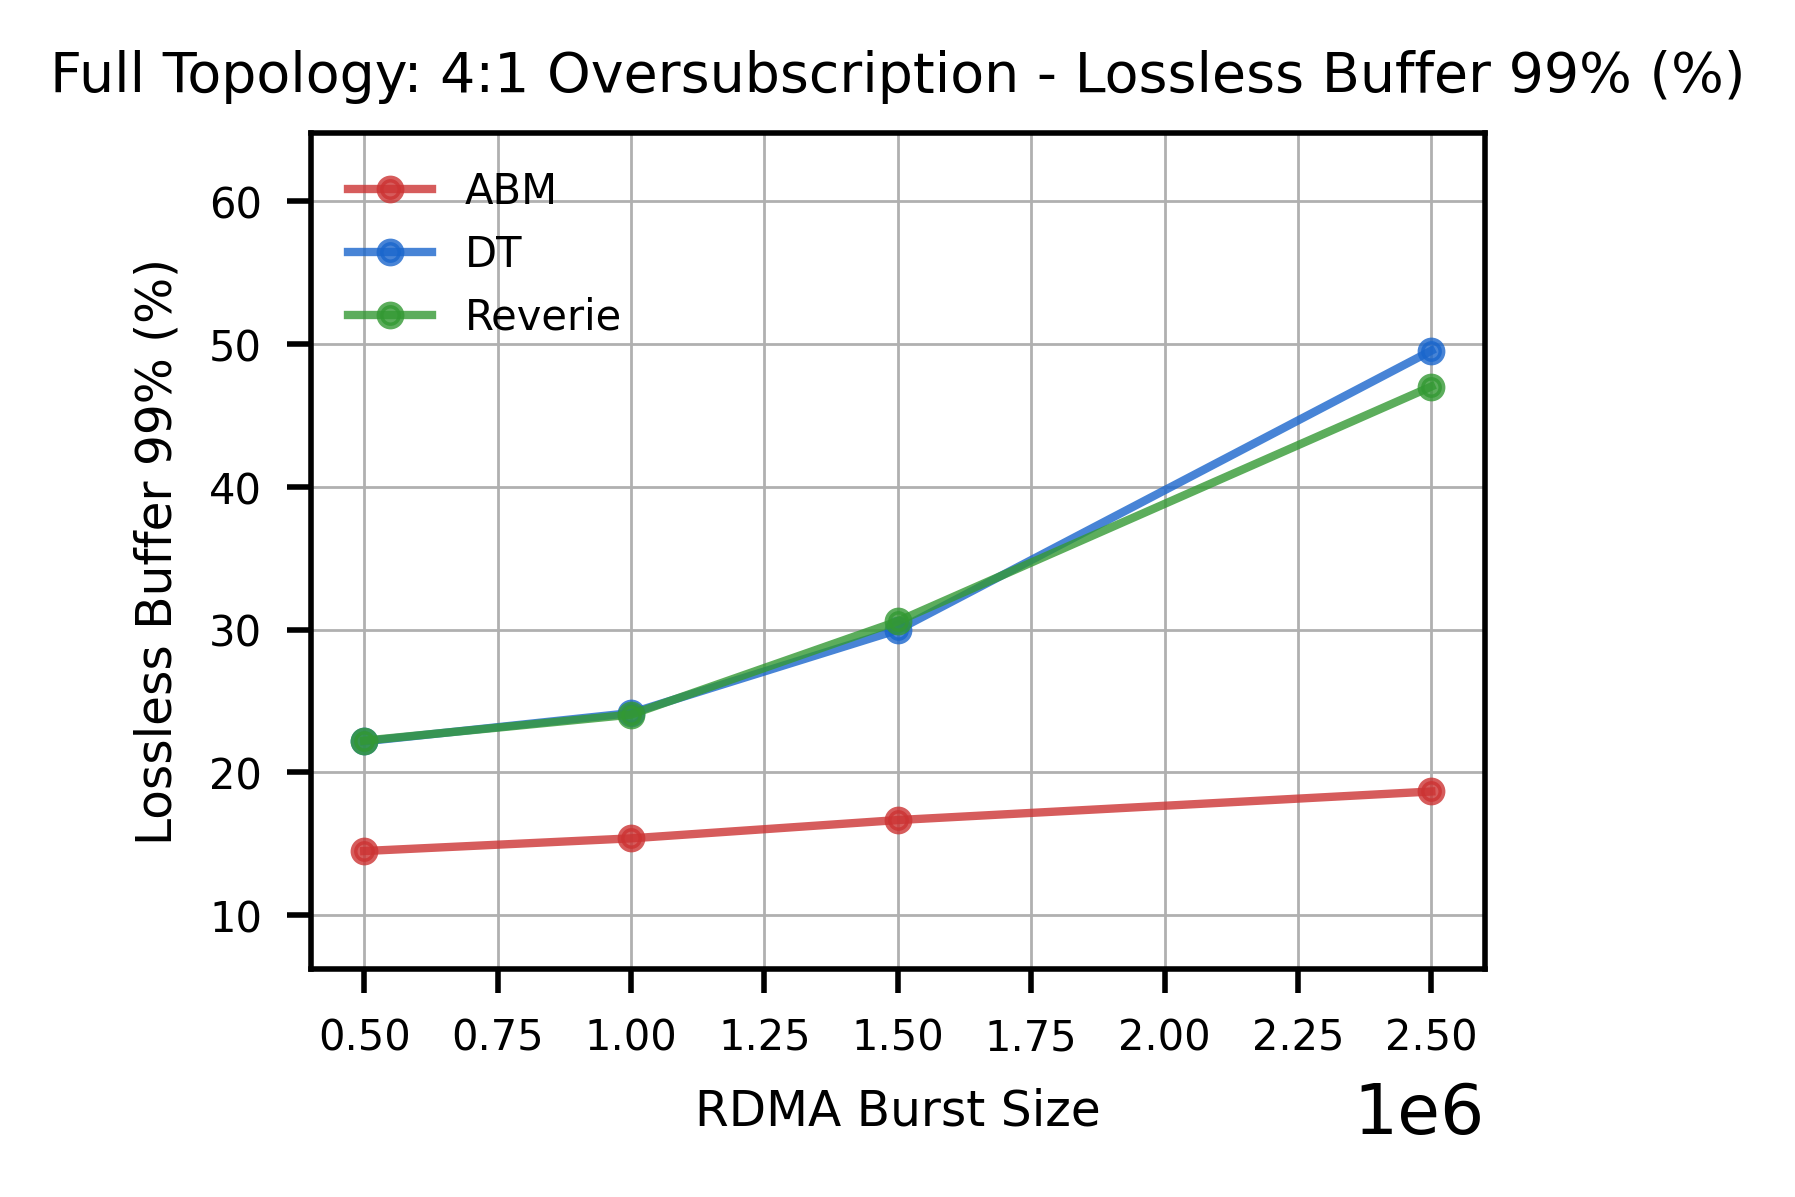 Full Topology: 4:1 Oversubscription - Lossless Buffer 99% (%)
ABM
DT
Reverie
Lossless Buffer 99% (%)
60
50
40
30
20
10
0.50 0.75 1.00 1.25 1.50 1.75 2.00 2.25 2.50
RDMA Burst Size
1e6